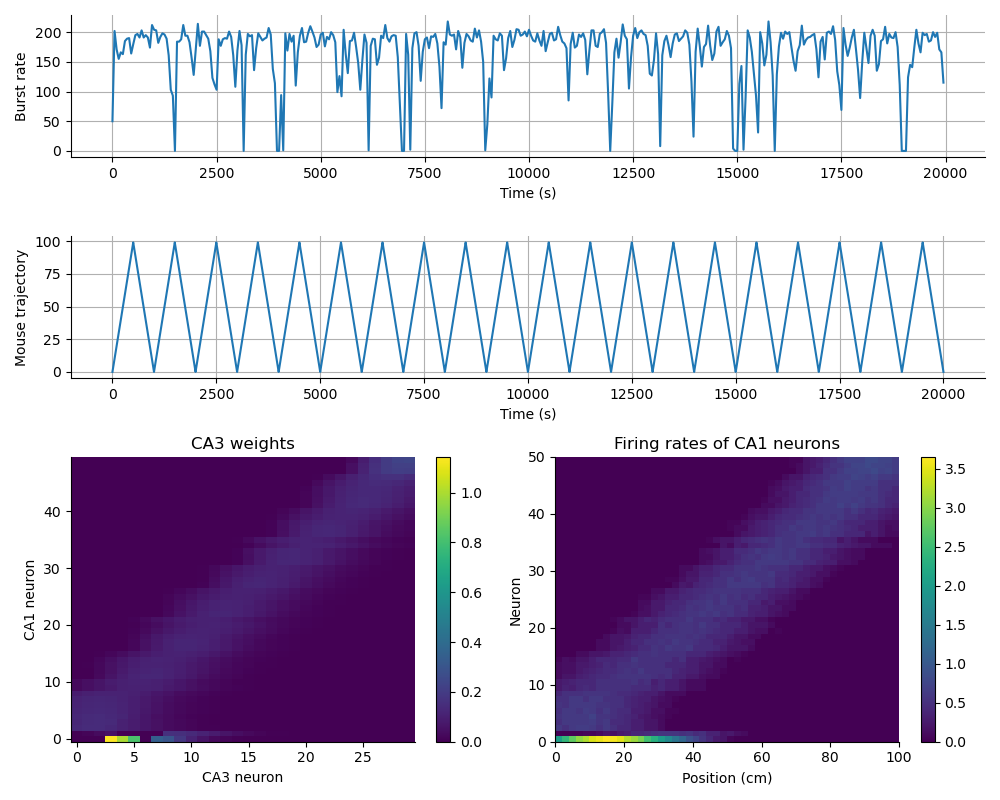 Burst rate
200
150
100
50
0
0 2500 5000 7500 10000 12500 15000 17500 20000
Time (s)
Mouse trajectory
100
75
50
25
0
0 2500 5000 7500 10000 12500 15000 17500 20000
Time (s)
CA3 weights
CA1 neuron
40
30
20
10
0
0 5 10 15 20 25
CA3 neuron
1.0
0.8
0.6
0.4
0.2
0.0
Firing rates of CA1 neurons
Neuron
50
40
30
20
10
0
0 20 40 60 80 100
Position (cm)
3.5
3.0
2.5
2.0
1.5
1.0
0.5
0.0